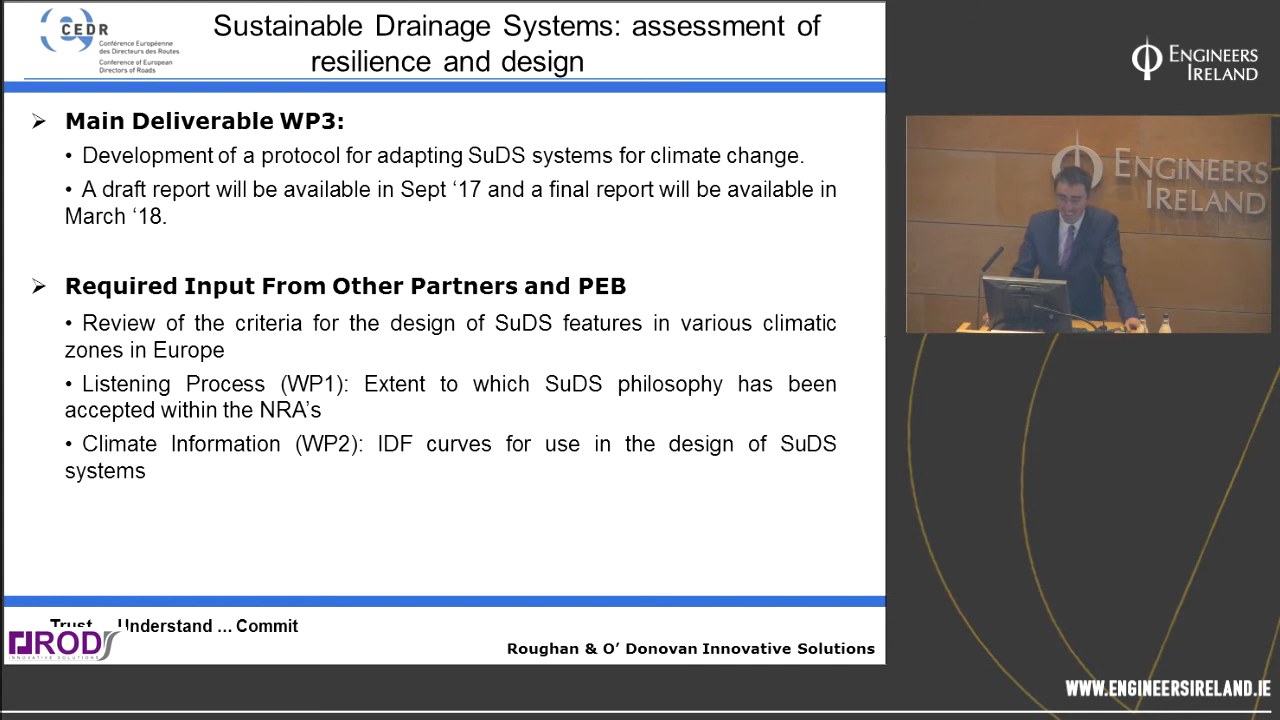 CEDR
Conférence Européenne
des Directeurs des Routes
Conference of European
Directors of Roads
Sustainable Drainage Systems: assessment of
resilience and design
ENGINEERS
IRELAND
➢ Main Deliverable WP3:
• Development of a protocol for adapting SuDS systems for climate change.
• A draft report will be available in Sept ‘17 and a final report will be available in
March ‘18.
ENGINEERS
IRELAND
➢ Required Input From Other Partners and PEB
• Review of the criteria for the design of SuDS features in various climatic
zones in Europe
• Listening Process (WP1): Extent to which SuDS philosophy has been
accepted within the NRA’s
• Climate Information (WP2): IDF curves for use in the design of SuDS
systems
Trust ... Understand ... Commit
RODS
INNOVATIVE SOLUTIONS
Roughan & O’ Donovan Innovative Solutions
WWW.ENGINEERSIRELAND.IE